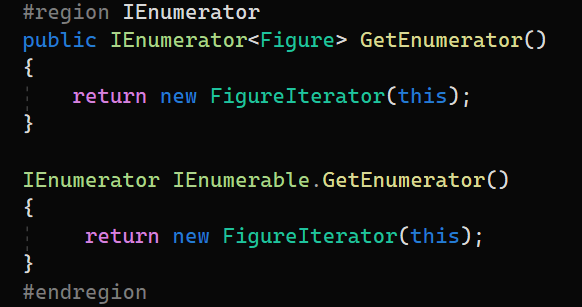 #region IEnumerator
public IEnumerator<Figure> GetEnumerator()
{
    return new FigureIterator(this);
}

IEnumerator IEnumerable.GetEnumerator()
{
     return new FigureIterator(this);
}
#endregion